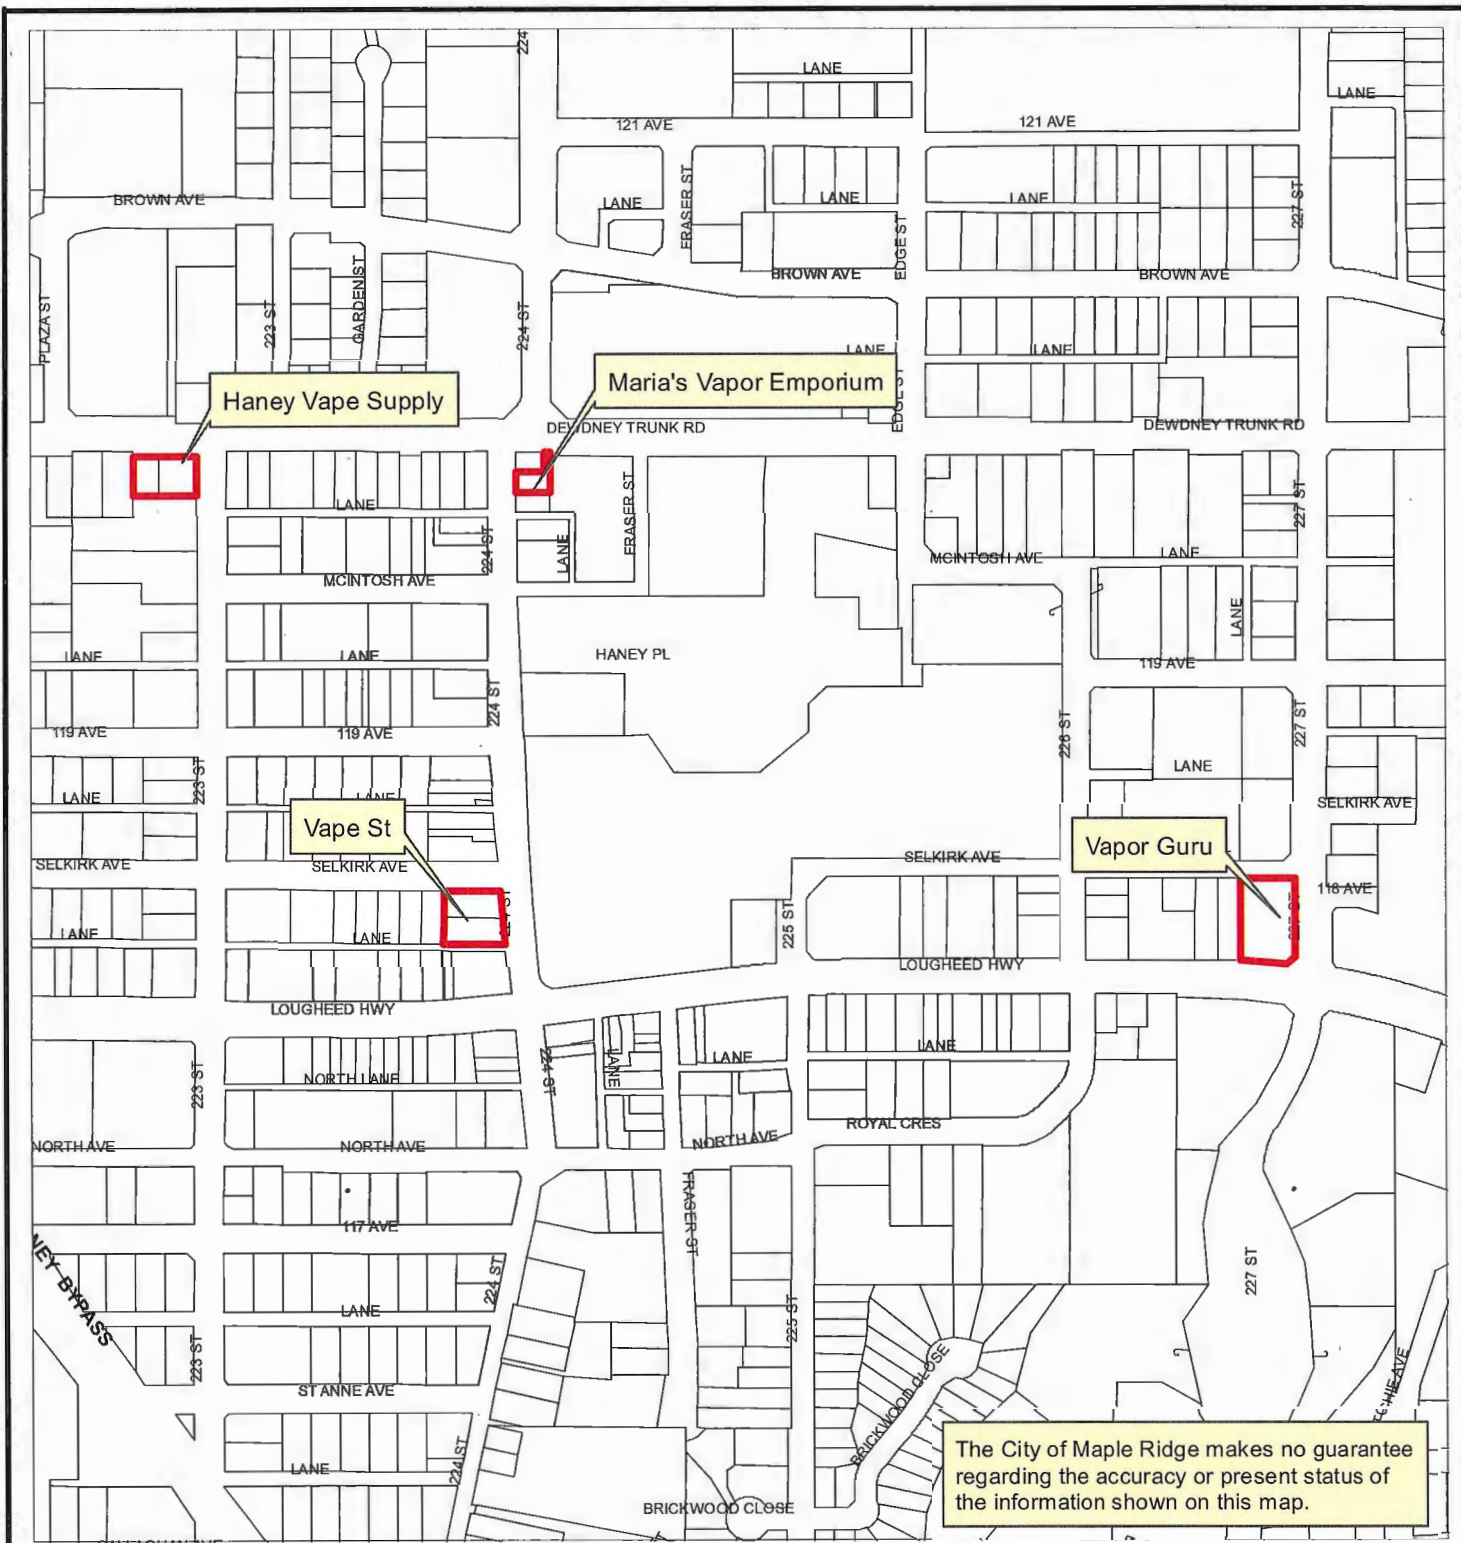 224
LANE
LANE
121 AVE
121 AVE
BROWN AVE
LANE
FRASER ST
LANE
LANE
227 ST
EDGE ST
BROWN AVE
BROWN AVE
PLAZA ST
223 ST
GARDEN ST
224 ST
LANE
LANE
Haney Vape Supply
Maria's Vapor Emporium
EDGE ST
DEWDNEY TRUNK RD
DEWDNEY TRUNK RD
LANE
224 ST
LANE
FRASER ST
227 ST
MCINTOSH AVE
MCINTOSH AVE
LANE
LANE
LANE
LANE
HANEY PL
119 AVE
224 ST
119 AVE
119 AVE
226 ST
227 ST
LANE
223 ST
LANE
LANE
SELKIRK AVE
Vape St
Vapor Guru
SELKIRK AVE
SELKIRK AVE
SELKIRK AVE
118 AVE
LANE
LANE
225 ST
227 ST
LOUGHEED HWY
LOUGHEED HWY
223 ST
NORTH LANE
224 ST
LANE
LANE
LANE
NORTH AVE
NORTH AVE
NORTH AVE
ROYAL CRES
117 AVE
FRASER ST
NEY BYPASS
224 ST
LANE
227 ST
223 ST
225 ST
ST ANNE AVE
BRICKWOOD CLOSE
LANE
224 ST
BRICKWOOD CLOSE
The City of Maple Ridge makes no guarantee
regarding the accuracy or present status of
the information shown on this map.